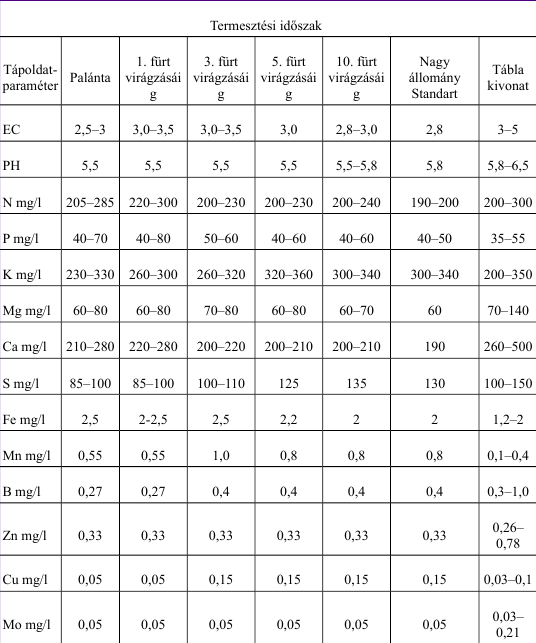 Termesztési időszak
Tápoldat-paraméter Palánta 1. fürt virágzásáig 3. fürt virágzásáig 5. fürt virágzásáig 10. fürt virágzásáig Nagy állomány Standart Tábla kivonat
EC 2,5–3 3,0–3,5 3,0–3,5 3,0 2,8–3,0 2,8 3–5
PH 5,5 5,5 5,5 5,5 5,5–5,8 5,8 5,8–6,5
N mg/l 205–285 220–300 200–230 200–230 200–240 190–200 200–300
P mg/l 40–70 40–80 50–60 40–60 40–60 40–50 35–55
K mg/l 230–330 260–300 260–320 320–360 300–340 300–340 200–350
Mg mg/l 60–80 60–80 70–80 60–80 60–70 60 70–140
Ca mg/l 210–280 220–280 200–220 200–210 200–210 190 260–500
S mg/l 85–100 85–100 100–110 125 135 130 100–150
Fe mg/l 2,5 2-2,5 2,5 2,2 2 2 1,2–2
Mn mg/l 0,55 0,55 1,0 0,8 0,8 0,8 0,1–0,4
B mg/l 0,27 0,27 0,4 0,4 0,4 0,4 0,3–1,0
Zn mg/l 0,33 0,33 0,33 0,33 0,33 0,33 0,26–0,78
Cu mg/l 0,05 0,05 0,15 0,15 0,15 0,15 0,03–0,1
Mo mg/l 0,05 0,05 0,05 0,05 0,05 0,05 0,03–0,21